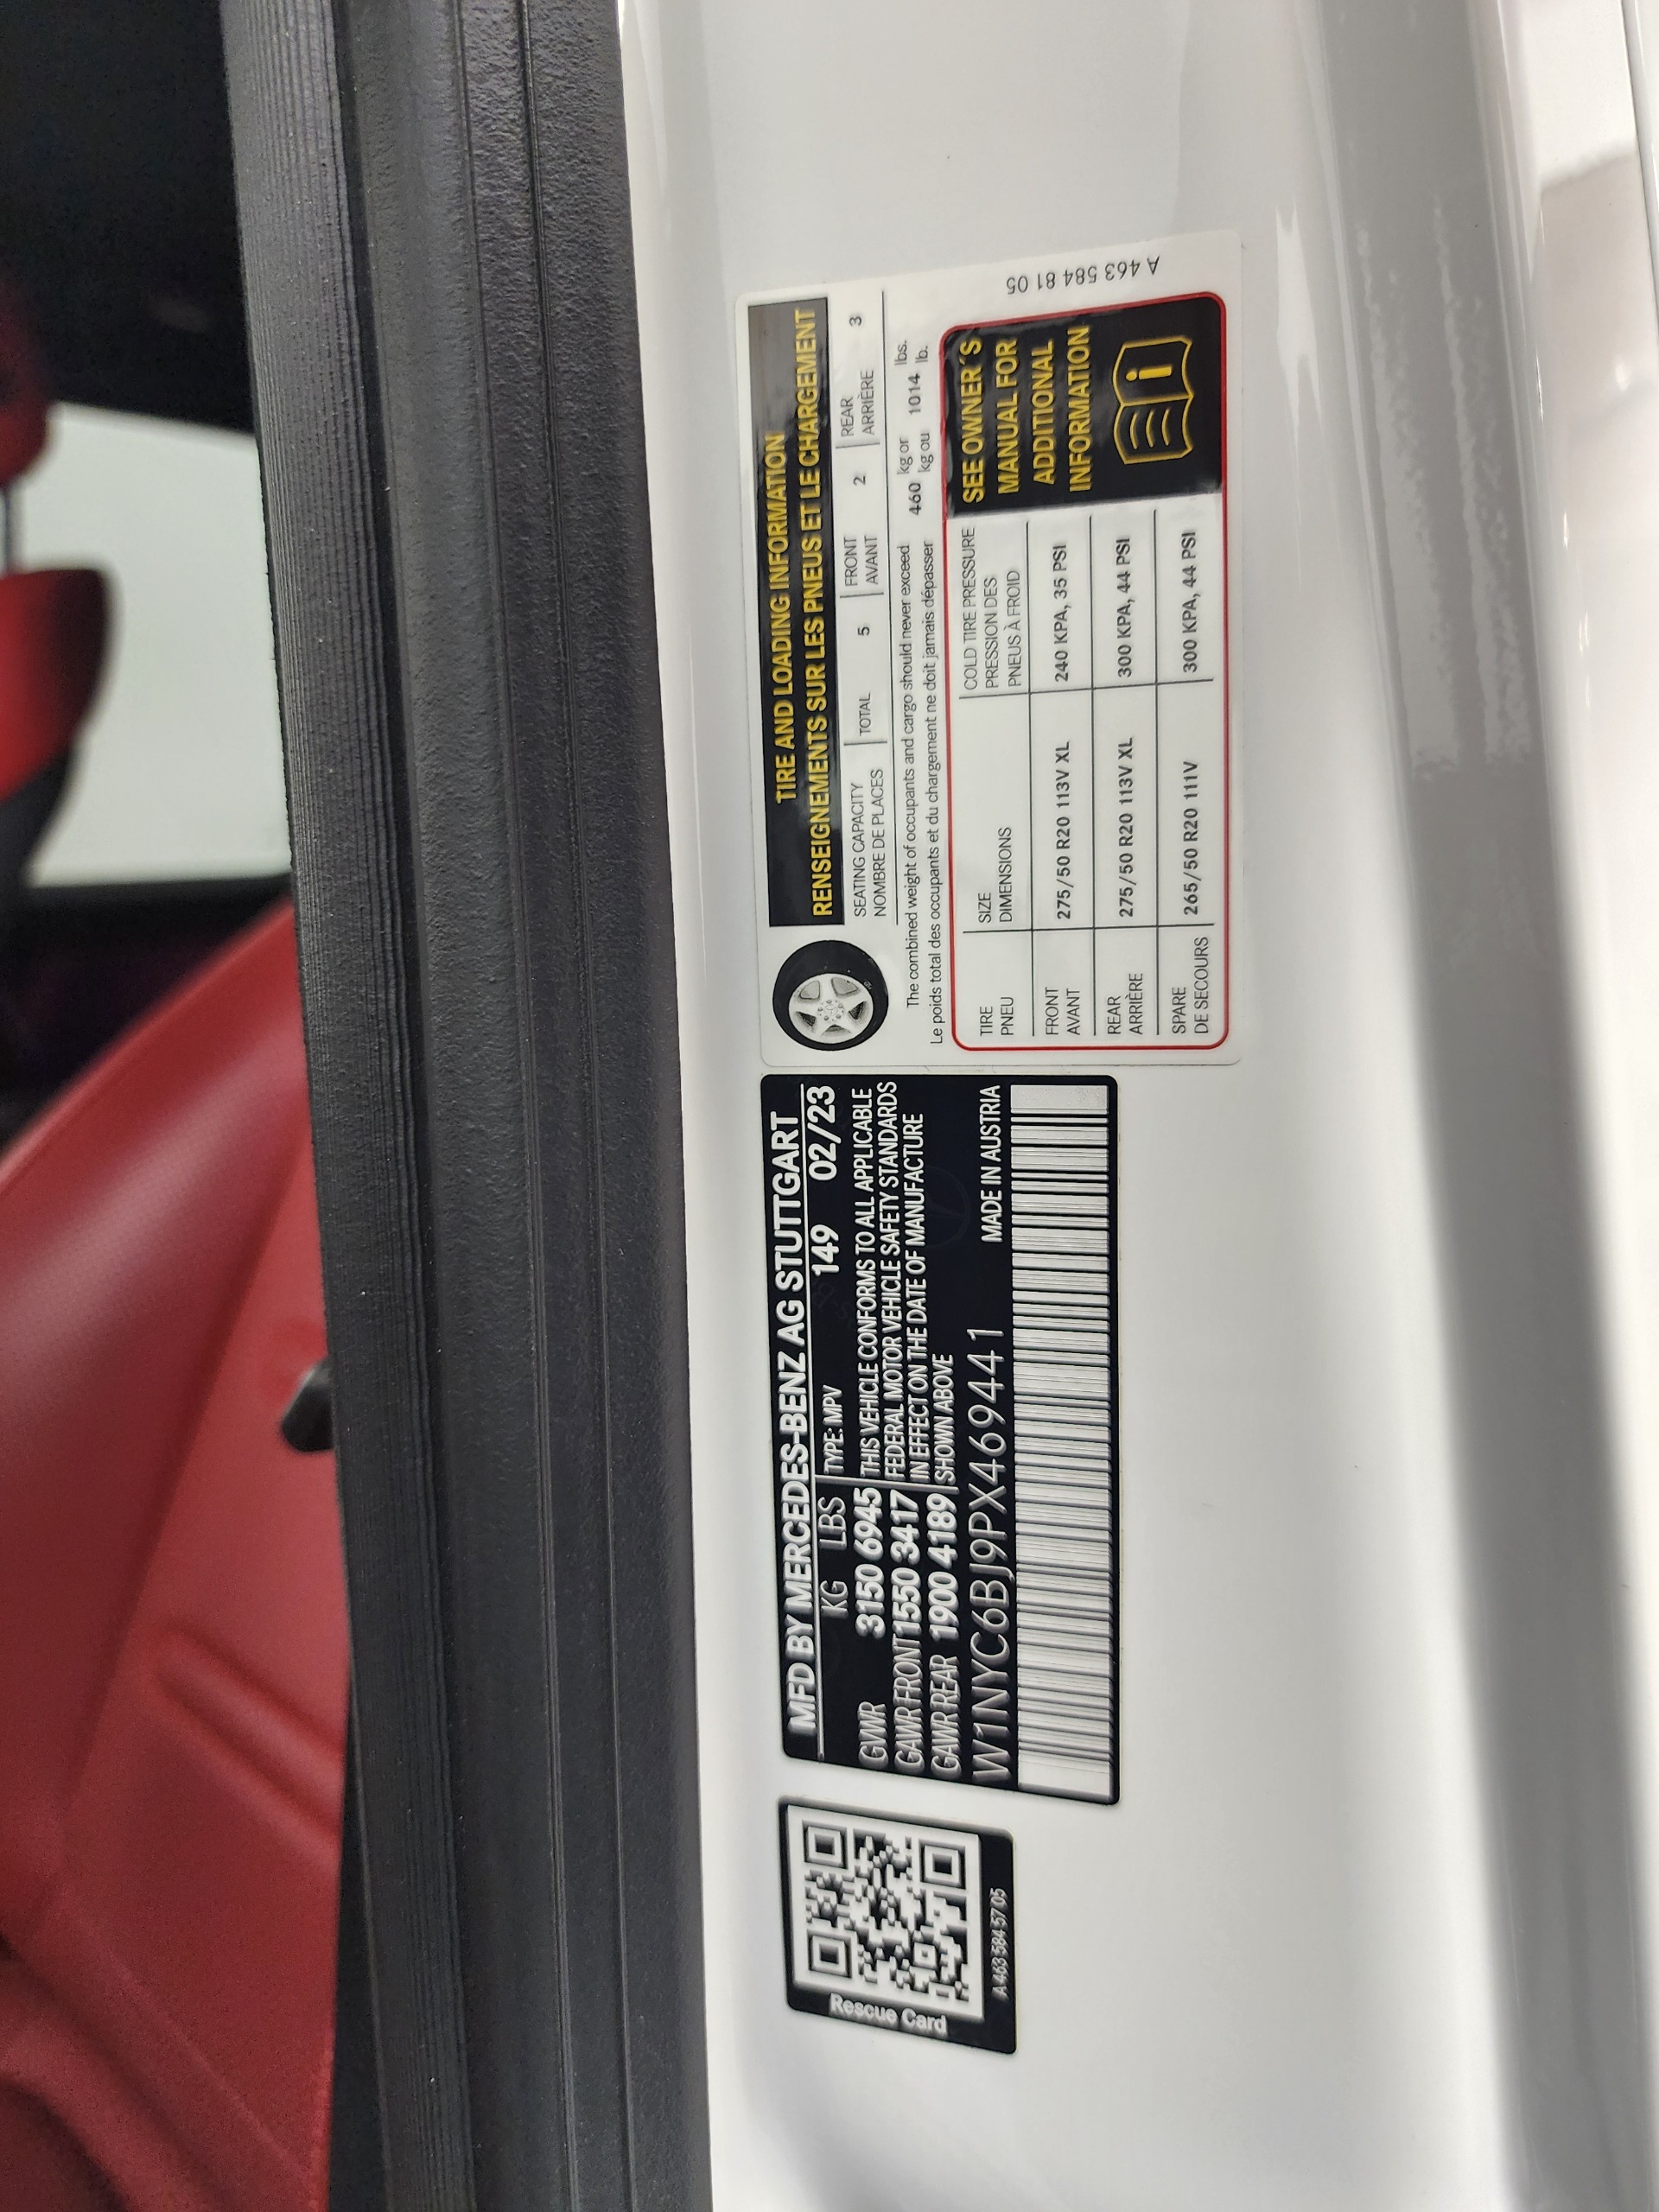 TIRE AND LOADING INFORMATION
RENSEIGNEMENTS SUR LES PNEUS ET LE CHARGEMENT
SEATING CAPACITY
NOMBRE DE PLACES
TOTAL 5
FRONT
AVANT
2
REAR
ARRIÈRE
3
The combined weight of occupants and cargo should never exceed 460 kg or 1014 lbs.
Le poids total des occupants et du chargement ne doit jamais dépasser kg ou lb.
TIRE
PNEU
SIZE
DIMENSIONS
COLD TIRE PRESSURE
PRESSION DES
PNEUS À FROID
FRONT
AVANT
275/50 R20 113V XL
240 KPA, 35 PSI
REAR
ARRIÈRE
275/50 R20 113V XL
300 KPA, 44 PSI
SPARE
DE SECOURS
265/50 R20 111V
300 KPA, 44 PSI
SEE OWNER'S
MANUAL FOR
ADDITIONAL
INFORMATION
i
A 463 584 81 05
MFD BY MERCEDES-BENZ AG STUTTGART
KG LBS TYPE: MPV 149 02/23
GVWR 3150 6945
GAWR FRONT 1550 3417
GAWR REAR 1900 4189
THIS VEHICLE CONFORMS TO ALL APPLICABLE
FEDERAL MOTOR VEHICLE SAFETY STANDARDS
IN EFFECT ON THE DATE OF MANUFACTURE
SHOWN ABOVE
W1NYC6BJ9PX469441 MADE IN AUSTRIA
Rescue Card
A 463 584 57 05